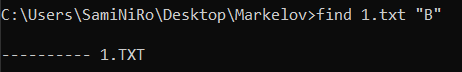 C:\Users\SamiNiRo\Desktop\Markelov>find 1.txt "B"
---------- 1.TXT